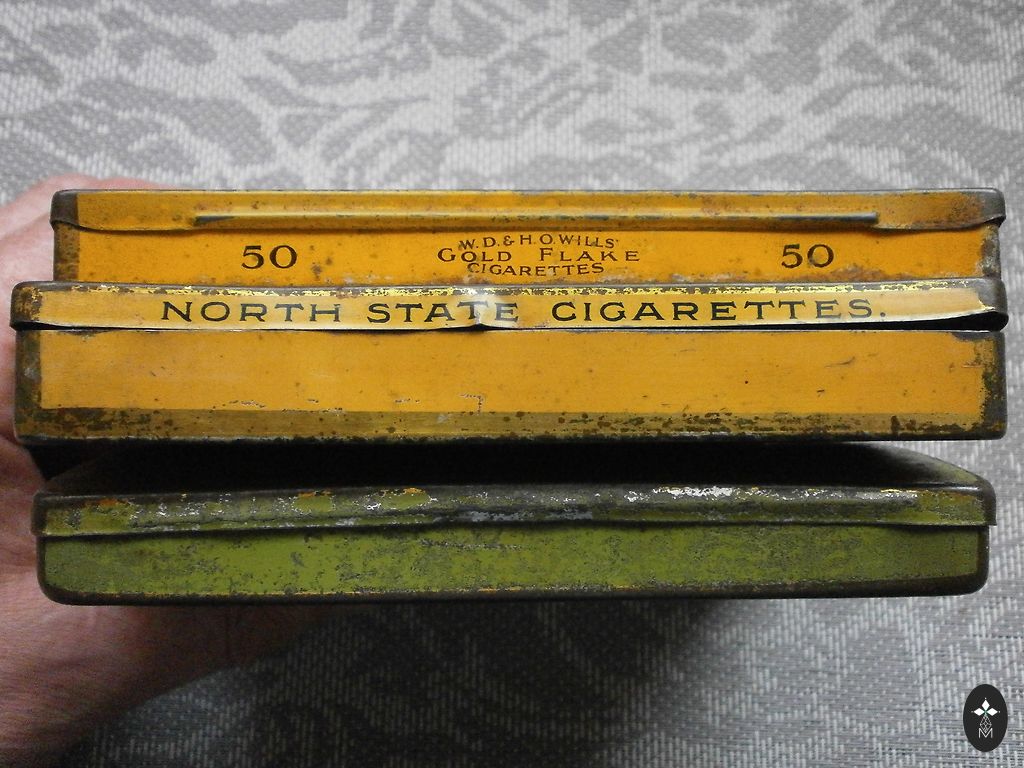 50 W. D. & H. O. WILLS' 50
GOLD FLAKE
CIGARETTES
NORTH STATE CIGARETTES.
M